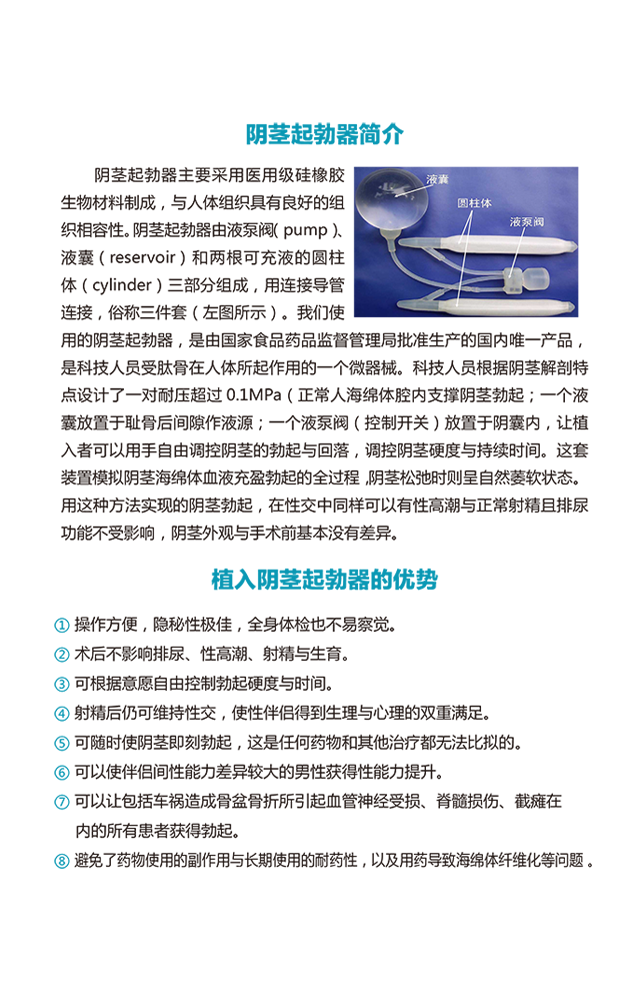 阴茎起勃器简介
阴茎起勃器主要采用医用级硅橡胶
生物材料制成，与人体组织具有良好的组
织相容性。阴茎起勃器由液泵阀（pump）、
液囊（reservoir）和两根可充液的圆柱
体（cylinder）三部分组成，用连接导管
连接，俗称三件套（左图所示）。我们使
液囊
圆柱体
液泵阀
用的阴茎起勃器，是由国家食品药品监督管理局批准生产的国内唯一产品，
是科技人员受肽骨在人体所起作用的一个微器械。科技人员根据阴茎解剖特
点设计了一对耐压超过 0.1MPa（正常人海绵体腔内支撑阴茎勃起；一个液
囊放置于耻骨后间隙作液源；一个液泵阀（控制开关）放置于阴囊内，让植
入者可以用手自由调控阴茎的勃起与回落，调控阴茎硬度与持续时间。这套
装置模拟阴茎海绵体血液充盈勃起的全过程，阴茎松弛时则呈自然萎软状态。
用这种方法实现的阴茎勃起，在性交中同样可以有性高潮与正常射精且排尿
功能不受影响，阴茎外观与手术前基本没有差异。
植入阴茎起勃器的优势
① 操作方便，隐秘性极佳，全身体检也不易察觉。
② 术后不影响排尿、性高潮、射精与生育。
③ 可根据意愿自由控制勃起硬度与时间。
④ 射精后仍可维持性交，使性伴侣得到生理与心理的双重满足。
⑤ 可随时使阴茎即刻勃起，这是任何药物和其他治疗都无法比拟的。
⑥ 可以使伴侣间性能力差异较大的男性获得性能力提升。
⑦ 可以让包括车祸造成骨盆骨折所引起血管神经受损、脊髓损伤、截瘫在
内的所有患者获得勃起。
⑧ 避免了药物使用的副作用与长期使用的耐药性，以及用药导致海绵体纤维化等问题 。